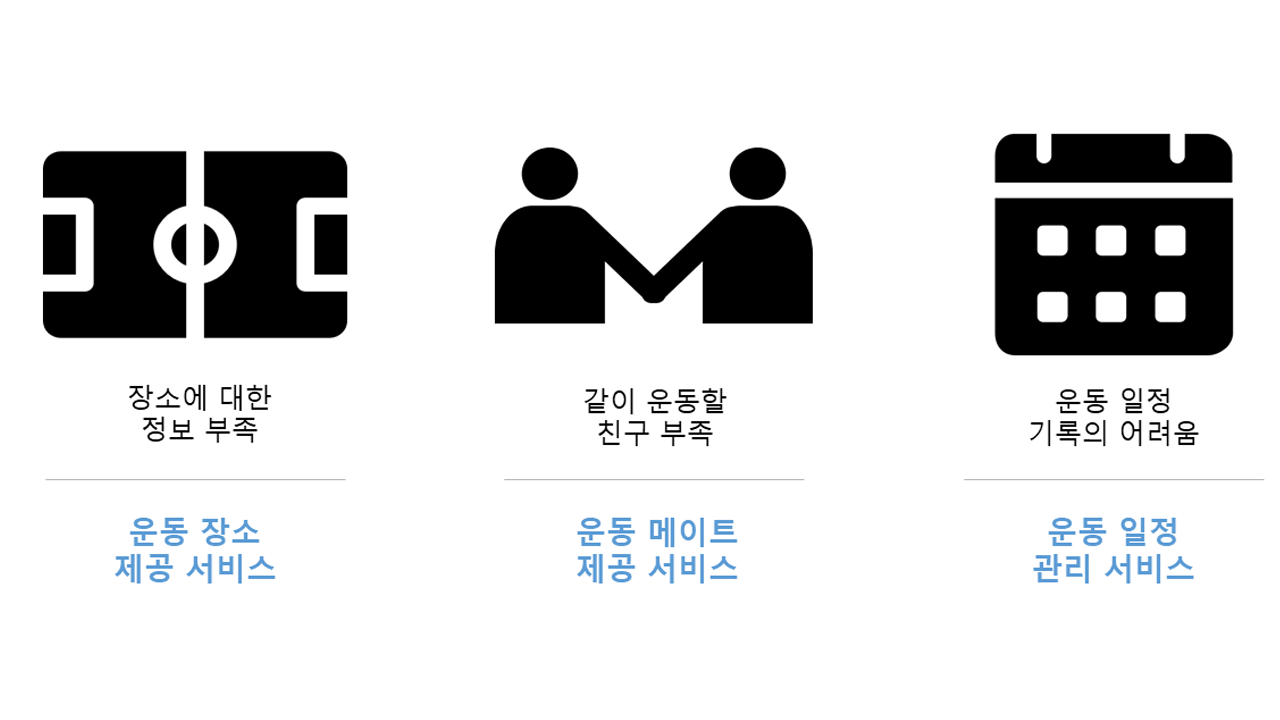 장소에 대한
정보 부족
운동 장소
제공 서비스
같이 운동할
친구 부족
운동 메이트
제공 서비스
운동 일정
기록의 어려움
운동 일정
관리 서비스